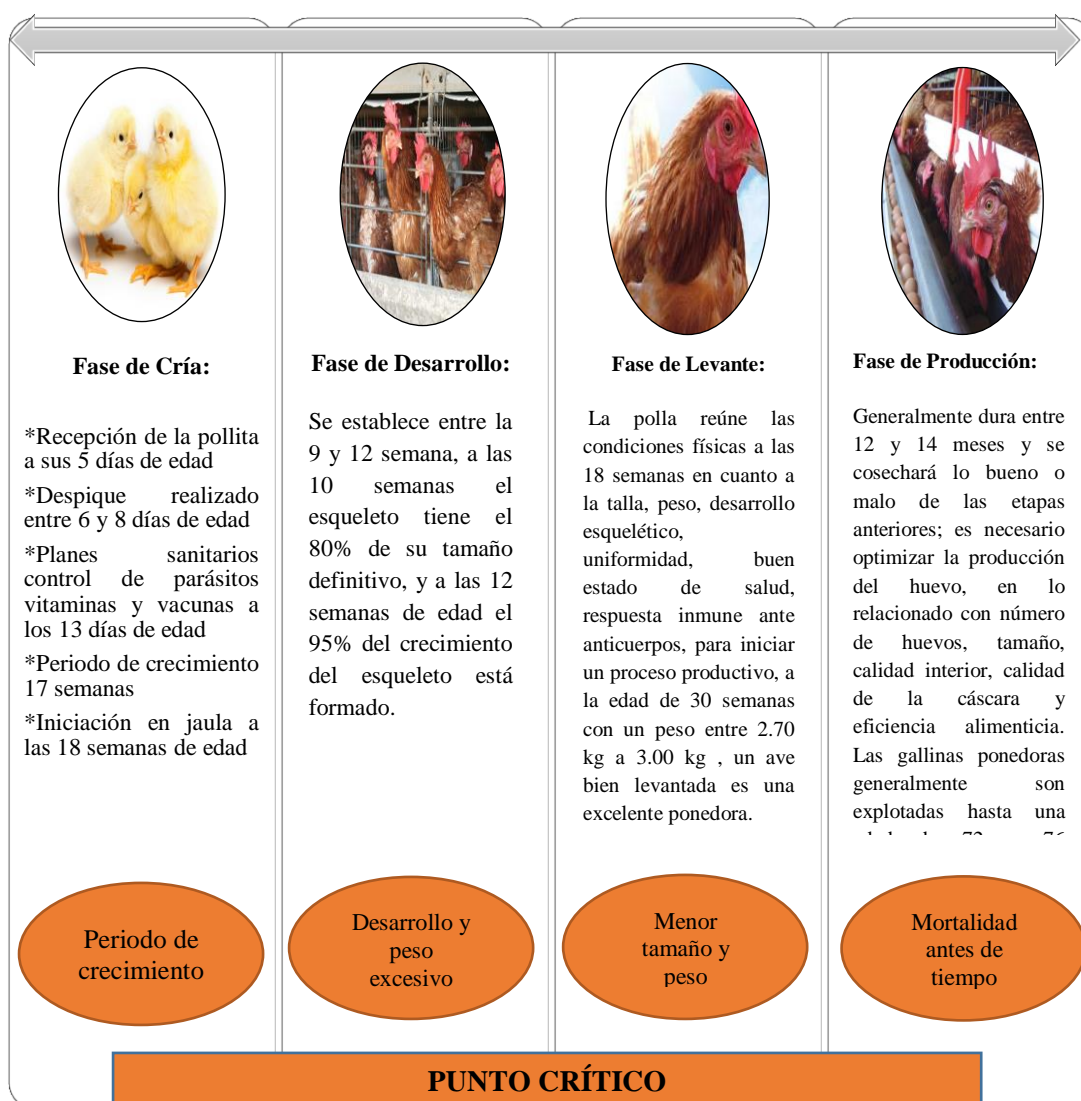 Fase de Cría:
*Recepción de la pollita
a sus 5 días de edad
*Despique realizado
entre 6 y 8 días de edad
*Planes sanitarios
control de parásitos
vitaminas y vacunas a
los 13 días de edad
*Periodo de crecimiento
17 semanas
*Iniciación en jaula a
las 18 semanas de edad
Periodo de
crecimiento
Fase de Desarrollo:
Se establece entre la
9 y 12 semana, a las
10 semanas el
esqueleto tiene el
80% de su tamaño
definitivo, y a las 12
semanas de edad el
95% del crecimiento
del esqueleto está
formado.
Desarrollo y
peso
excesivo
Fase de Levante:
La polla reúne las
condiciones físicas a las
18 semanas en cuanto a
la talla, peso, desarrollo
esquelético,
uniformidad, buen
estado de salud,
respuesta inmune ante
anticuerpos, para iniciar
un proceso productivo, a
la edad de 30 semanas
con un peso entre 2.70
kg a 3.00 kg , un ave
bien levantada es una
excelente ponedora.
Menor
tamaño y
peso
Fase de Producción:
Generalmente dura entre
12 y 14 meses y se
cosechará lo bueno o
malo de las etapas
anteriores; es necesario
optimizar la producción
del huevo, en lo
relacionado con número
de huevos, tamaño,
calidad interior, calidad
de la cáscara y
eficiencia alimenticia.
Las gallinas ponedoras
generalmente son
explotadas hasta una
Mortalidad
antes de
tiempo
PUNTO CRÍTICO